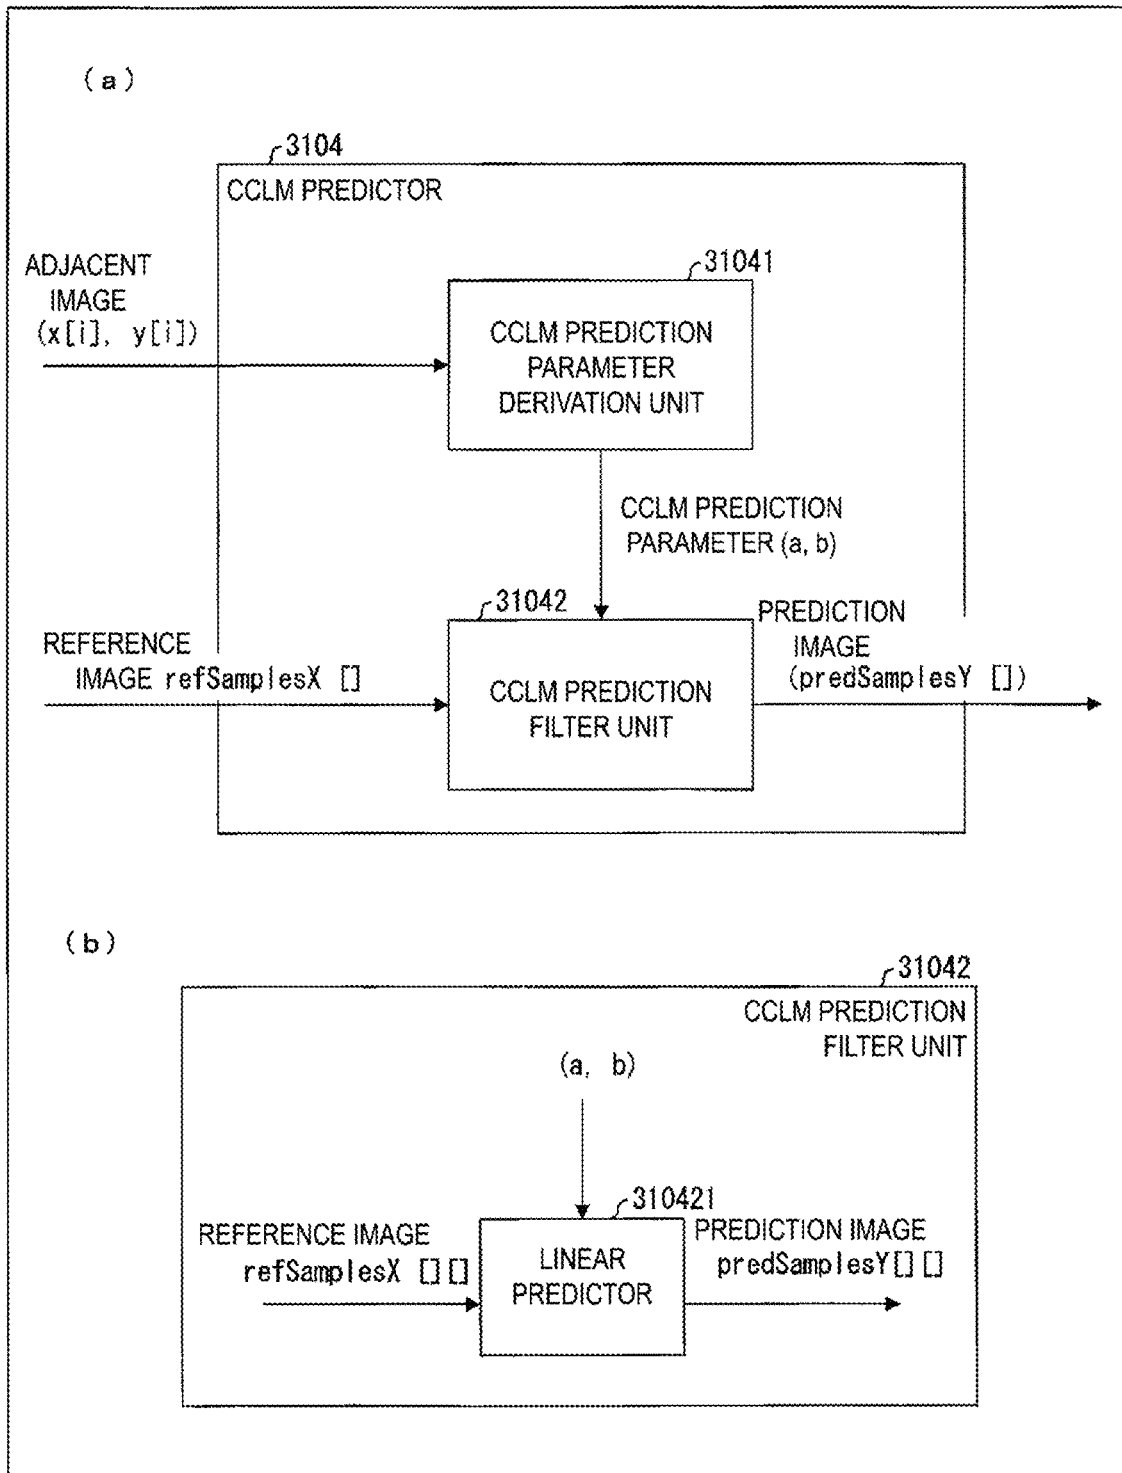 (a)
3104
CCLM PREDICTOR
ADJACENT
IMAGE
(x[i], y[i])
31041
CCLM PREDICTION
PARAMETER
DERIVATION UNIT
CCLM PREDICTION
PARAMETER (a, b)
31042
REFERENCE
IMAGE refSamplesX []
CCLM PREDICTION
FILTER UNIT
PREDICTION
IMAGE
(predSamplesY [])
(b)
31042
CCLM PREDICTION
FILTER UNIT
(a, b)
310421
REFERENCE IMAGE
refSamplesX [][]
LINEAR
PREDICTOR
PREDICTION IMAGE
predSamplesY[][]